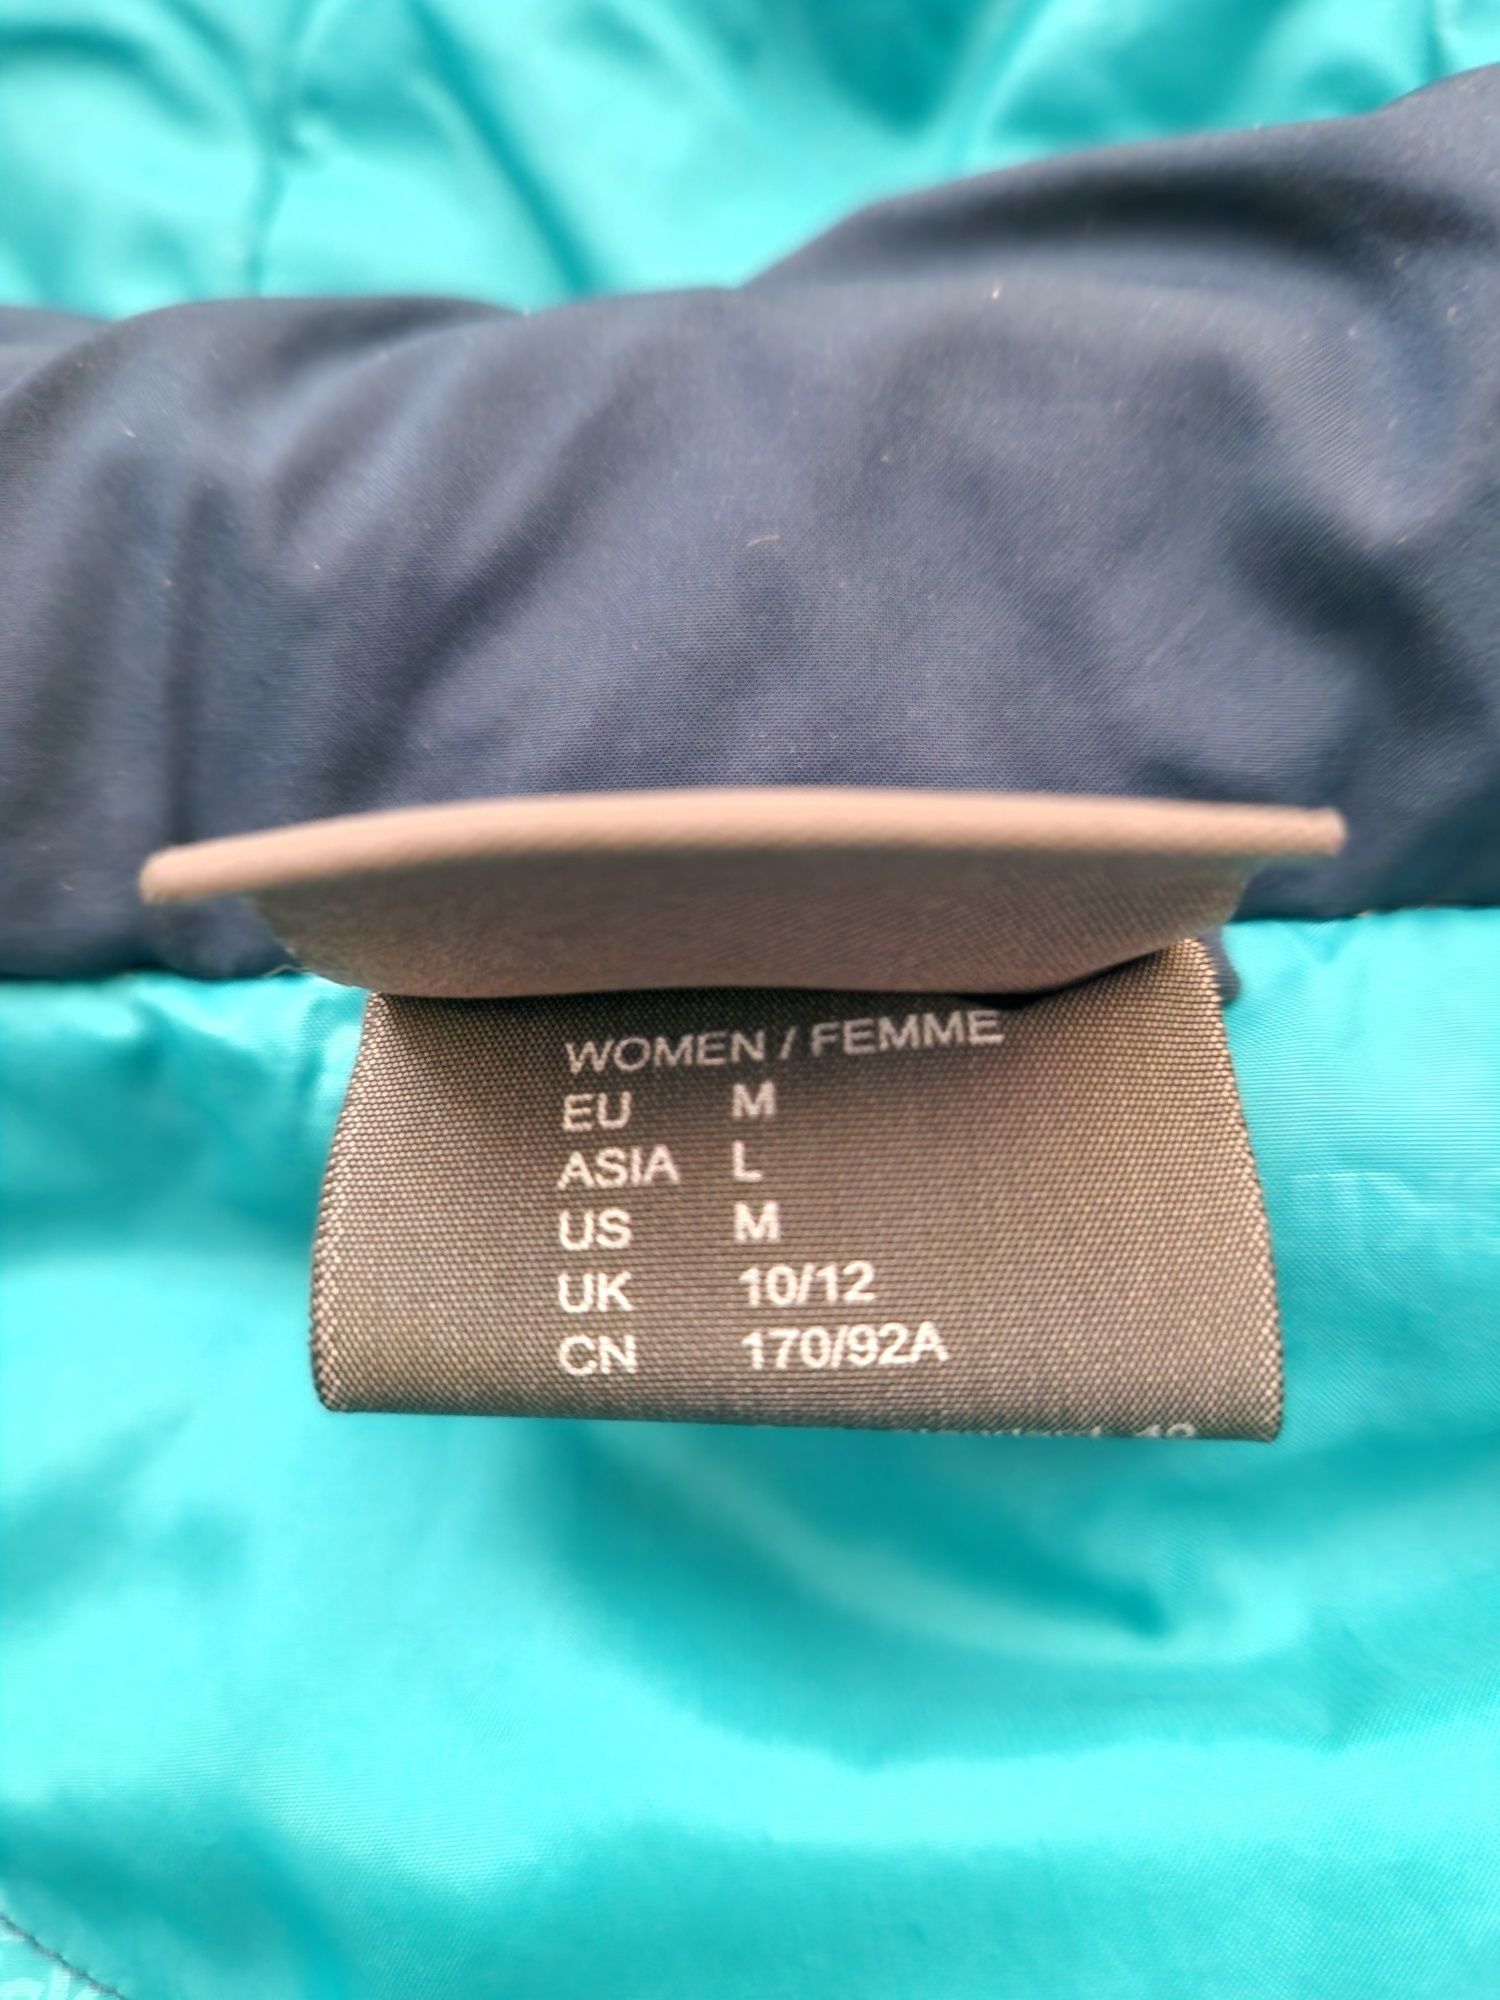 WOMEN / FEMME
EU M
ASIA L
US M
UK 10/12
CN 170/92A